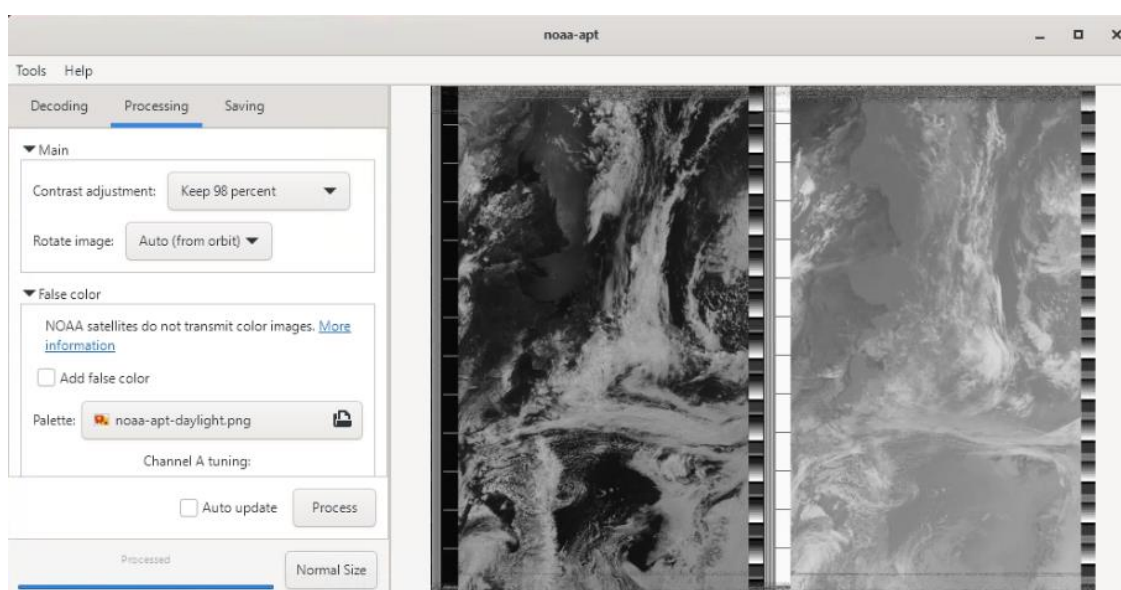 noaa-apt
Tools Help
Decoding Processing Saving
Main
Contrast adjustment: Keep 98 percent
Rotate image: Auto (from orbit)
False color
NOAA satellites do not transmit color images. More
information
Add false color
Palette: noaa-apt-daylight.png
Channel A tuning:
Auto update Process
Processed
Normal Size